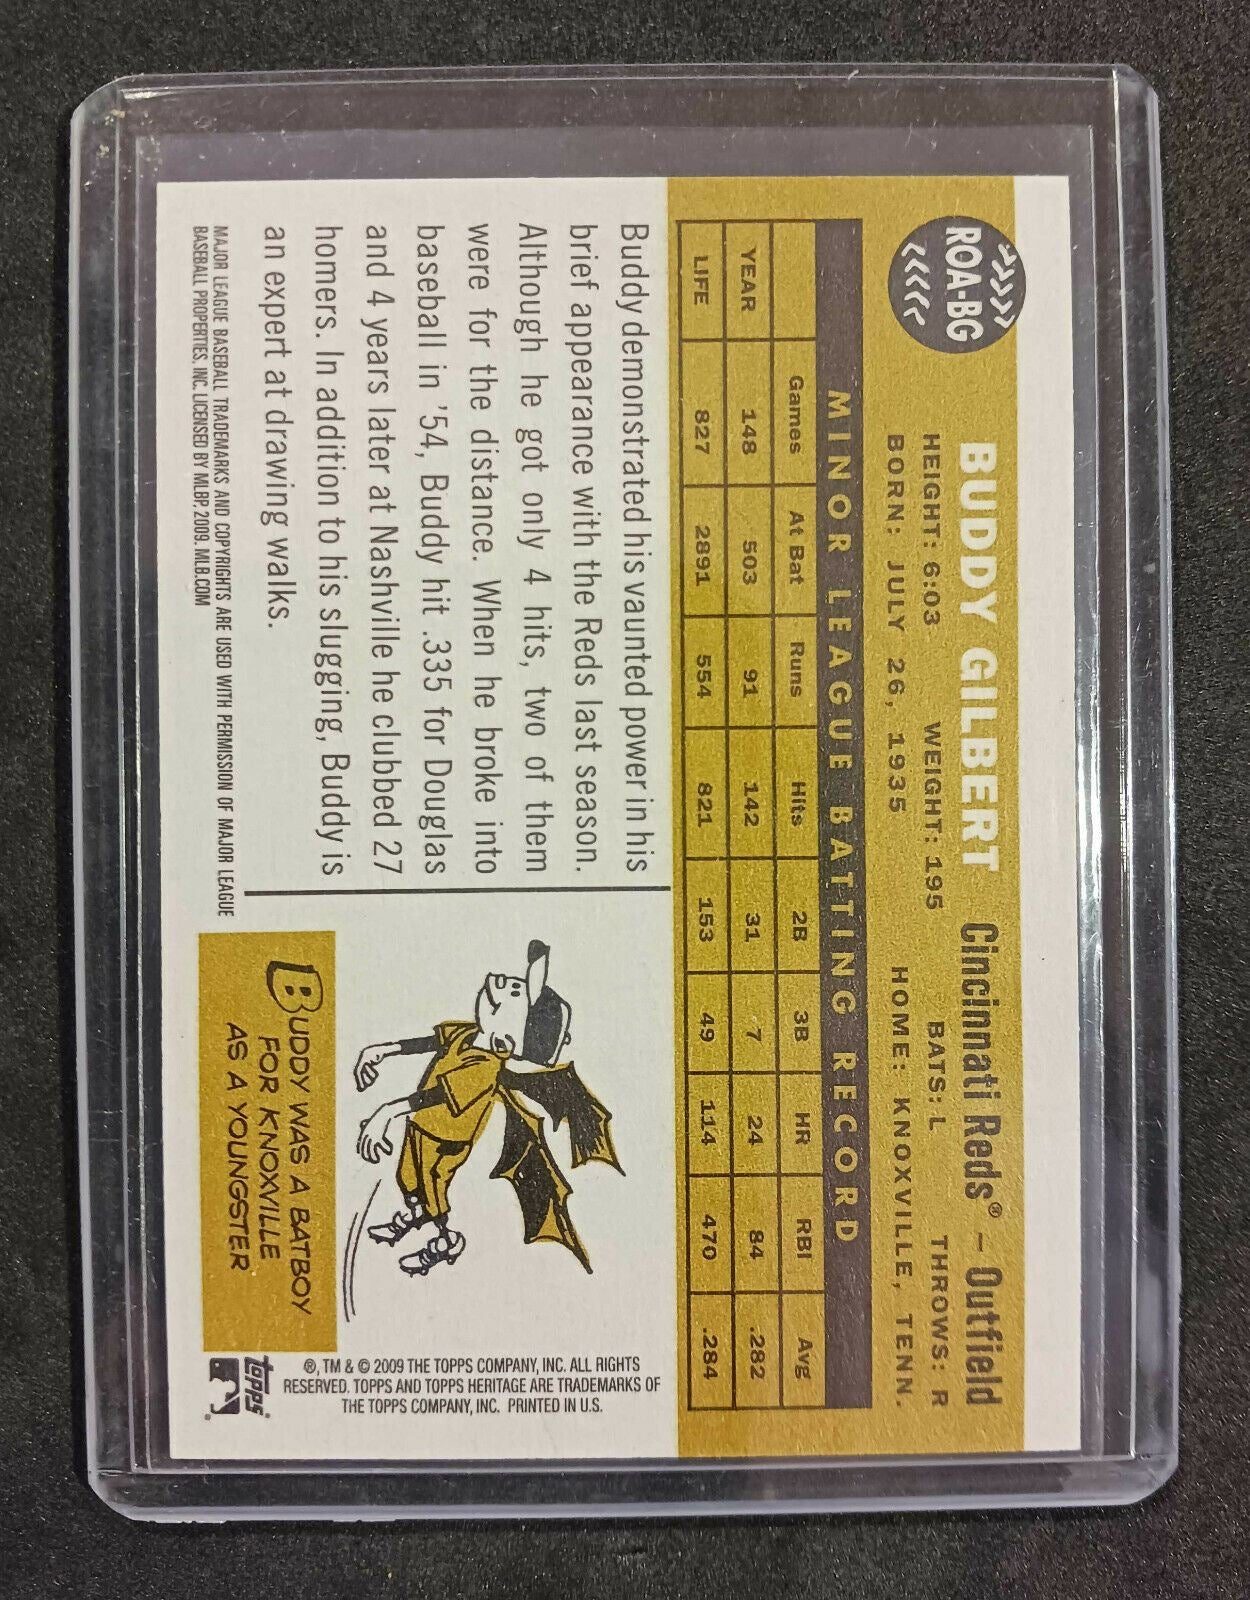 ROA-BG
BUDDY GILBERT Cincinnati Reds® – Outfield
HEIGHT: 6:03 WEIGHT: 195 BATS: L THROWS: R
BORN: JULY 26, 1935 HOME: KNOXVILLE, TENN.
MINOR LEAGUE BATTING RECORD
Games At Bat Runs Hits 2B 3B HR RBI Avg
YEAR 148 503 91 142 31 7 24 84 .282
LIFE 827 2891 554 821 153 49 114 470 .284
Buddy demonstrated his vaunted power in his
brief appearance with the Reds last season.
Although he got only 4 hits, two of them
were for the distance. When he broke into
baseball in '54, Buddy hit .335 for Douglas
and 4 years later at Nashville he clubbed 27
homers. In addition to his slugging, Buddy is
an expert at drawing walks.
MAJOR LEAGUE BASEBALL TRADEMARKS AND COPYRIGHTS ARE USED WITH PERMISSION OF MAJOR LEAGUE
BASEBALL PROPERTIES, INC. LICENSED BY MLBP, 2009. MLB.COM
BUDDY WAS A BATBOY
FOR KNOXVILLE
AS A YOUNGSTER
®, TM & © 2009 THE TOPPS COMPANY, INC. ALL RIGHTS
RESERVED. TOPPS AND TOPPS HERITAGE ARE TRADEMARKS OF
THE TOPPS COMPANY, INC. PRINTED IN U.S.
topps®